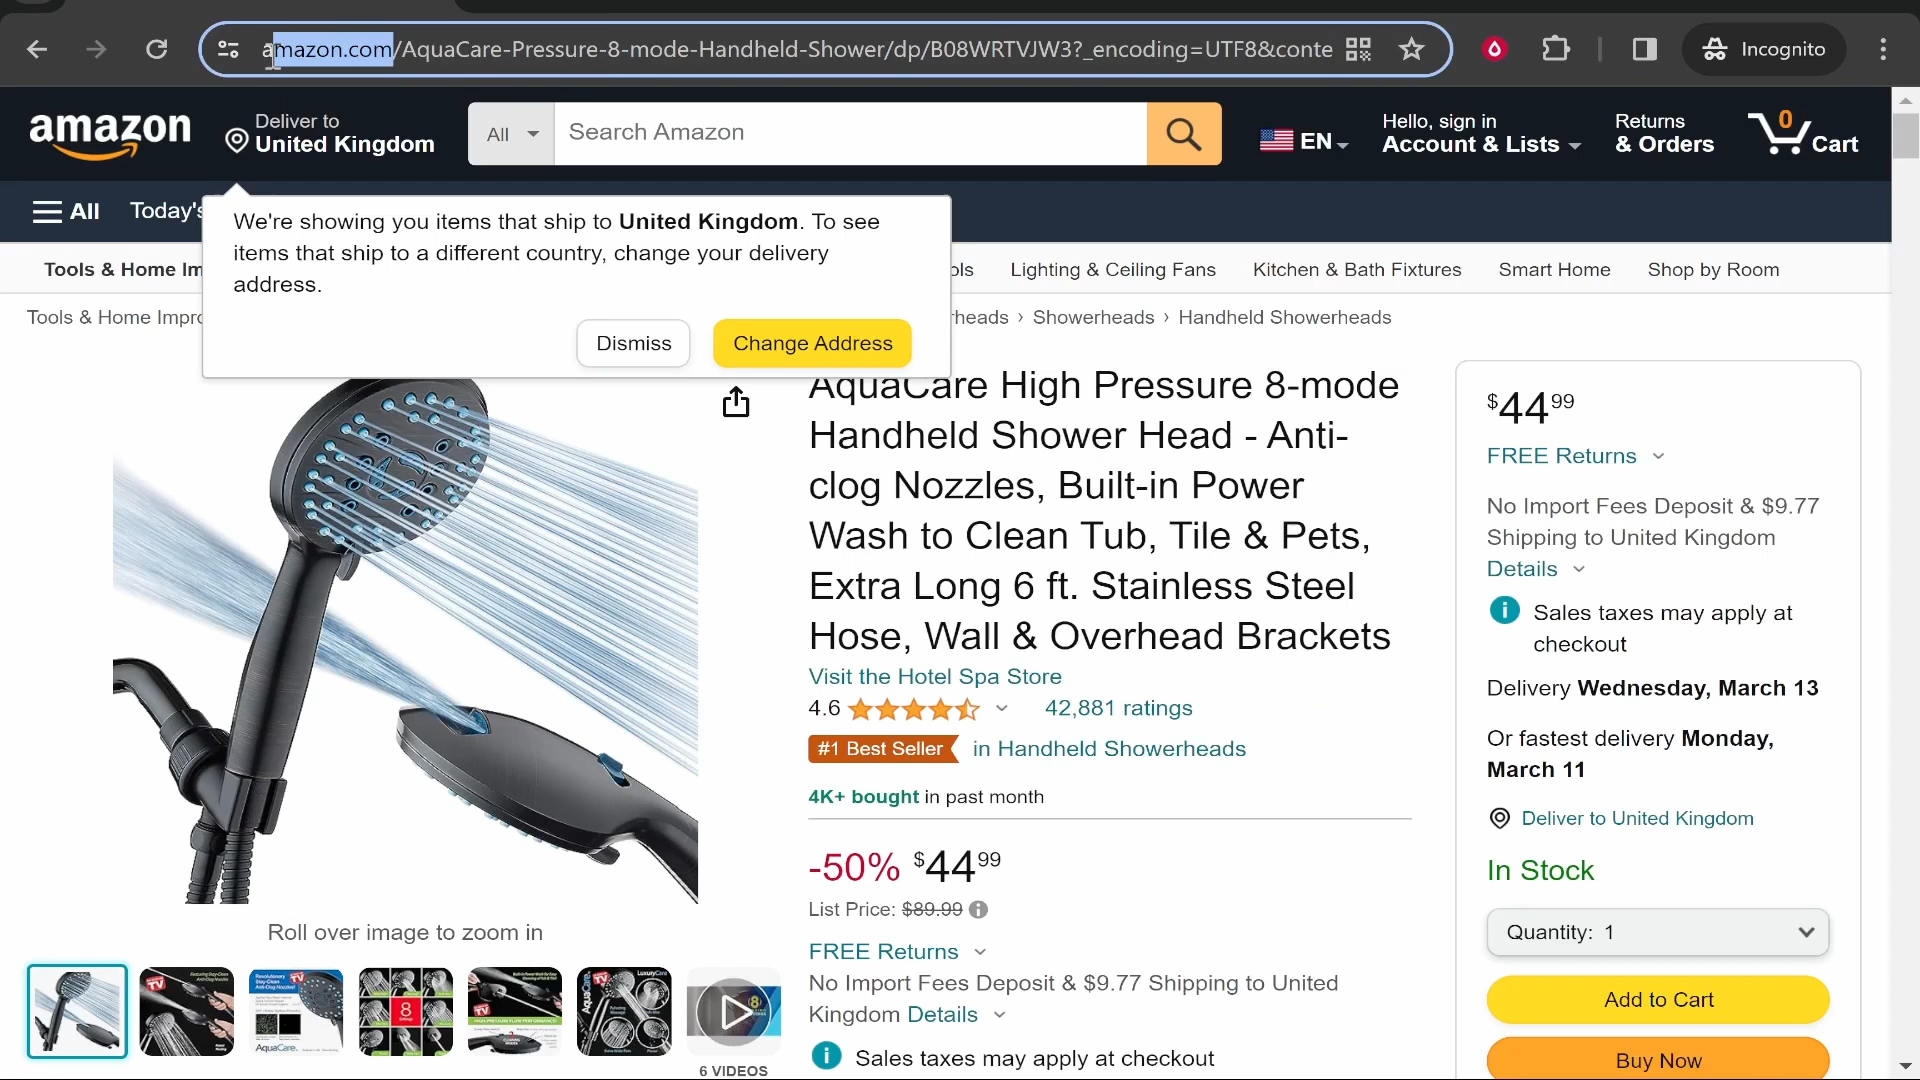 amazon.com/AquaCare-Pressure-8-mode-Handheld-Shower/dp/B08WRTVJW3?_encoding=UTF8&conte
Incognito
amazon
Deliver to
United Kingdom
All
Search Amazon
EN
Hello, sign in
Account & Lists
Returns
& Orders
0
Cart
All
Today's
We're showing you items that ship to United Kingdom. To see
items that ship to a different country, change your delivery
address.
Dismiss
Change Address
Tools & Home Im
ols
Lighting & Ceiling Fans
Kitchen & Bath Fixtures
Smart Home
Shop by Room
Tools & Home Impro
rheads › Showerheads › Handheld Showerheads
AquaCare High Pressure 8-mode
Handheld Shower Head - Anti-
clog Nozzles, Built-in Power
Wash to Clean Tub, Tile & Pets,
Extra Long 6 ft. Stainless Steel
Hose, Wall & Overhead Brackets
Visit the Hotel Spa Store
4.6
42,881 ratings
#1 Best Seller
in Handheld Showerheads
4K+ bought in past month
-50% $44 99
List Price: $89.99
FREE Returns
No Import Fees Deposit & $9.77 Shipping to United
Kingdom Details
Sales taxes may apply at checkout
Roll over image to zoom in
AquaCare
8
6 VIDEOS
$44 99
FREE Returns
No Import Fees Deposit & $9.77
Shipping to United Kingdom
Details
Sales taxes may apply at
checkout
Delivery Wednesday, March 13
Or fastest delivery Monday,
March 11
Deliver to United Kingdom
In Stock
Quantity: 1
Add to Cart
Buy Now